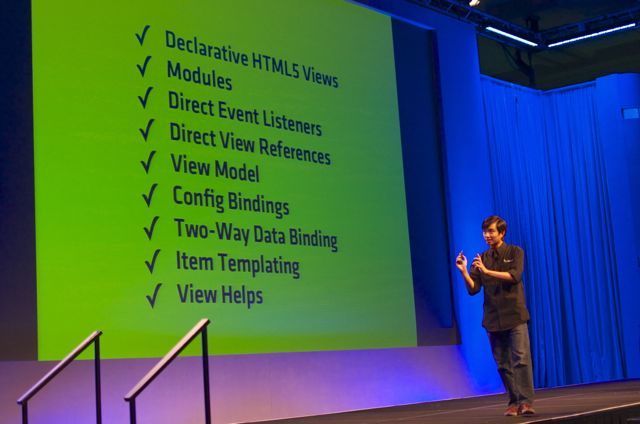 ✓ Declarative HTML5 Views
✓ Modules
✓ Direct Event Listeners
✓ Direct View References
✓ View Model
✓ Config Bindings
✓ Two-Way Data Binding
✓ Item Templating
✓ View Helps